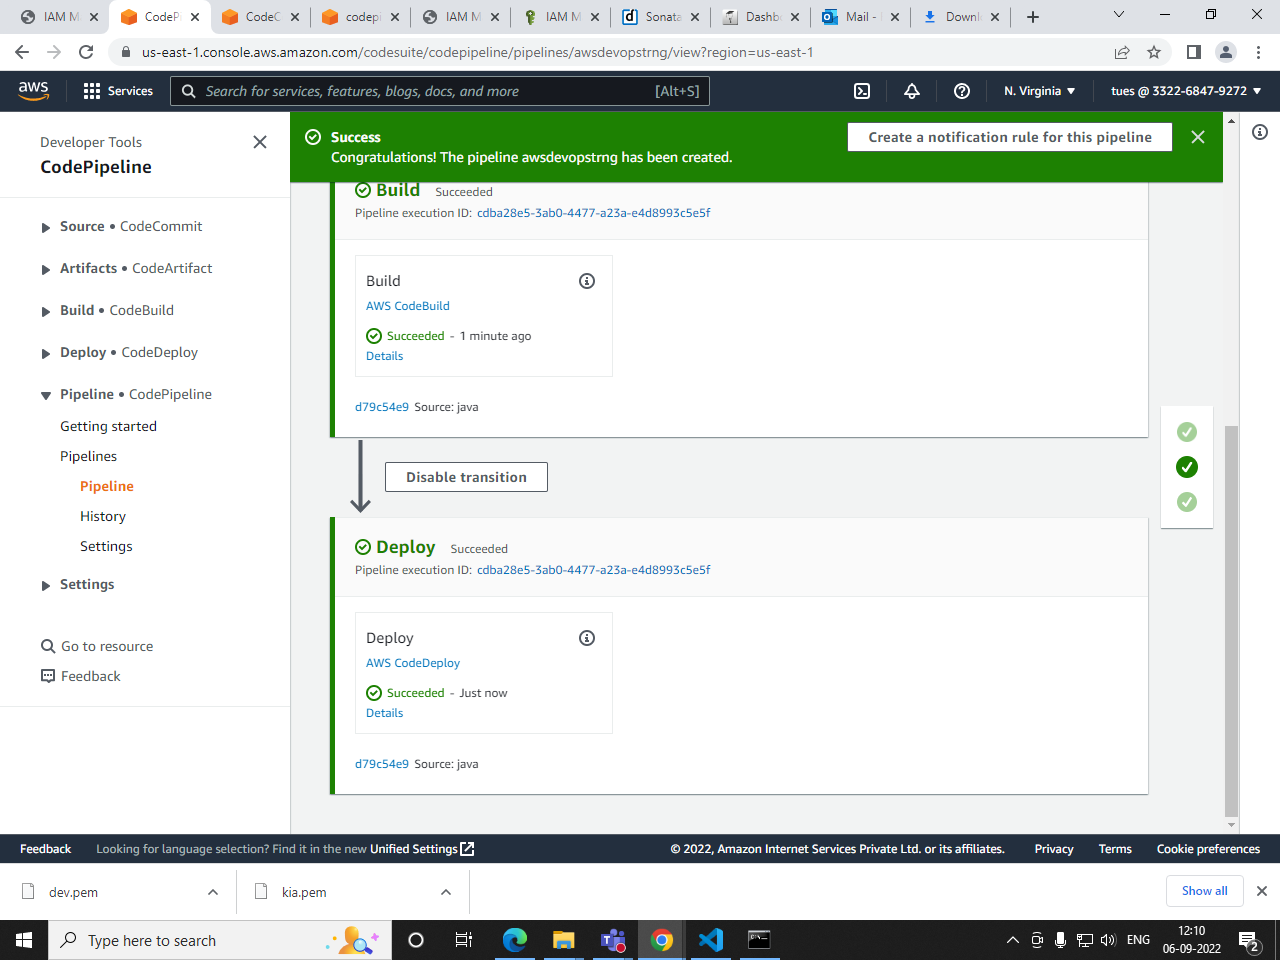 IAM M
CodeP
CodeC
codepi
IAM M
IAM M
Sonata
Dashb
Mail -
Downl
us-east-1.console.aws.amazon.com/codesuite/codepipeline/pipelines/awsdevopstrng/view?region=us-east-1
aws
Services
Search for services, features, blogs, docs, and more
[Alt+S]
N. Virginia
tues @ 3322-6847-9272
Developer Tools
CodePipeline
Source • CodeCommit
Artifacts • CodeArtifact
Build • CodeBuild
Deploy • CodeDeploy
Pipeline • CodePipeline
Getting started
Pipelines
Pipeline
History
Settings
Settings
Go to resource
Feedback
Success
Congratulations! The pipeline awsdevopstrng has been created.
Create a notification rule for this pipeline
Build Succeeded
Pipeline execution ID: cdba28e5-3ab0-4477-a23a-e4d8993c5e5f
Build
AWS CodeBuild
Succeeded - 1 minute ago
Details
d79c54e9 Source: java
Disable transition
Deploy Succeeded
Pipeline execution ID: cdba28e5-3ab0-4477-a23a-e4d8993c5e5f
Deploy
AWS CodeDeploy
Succeeded - Just now
Details
d79c54e9 Source: java
Feedback
Looking for language selection? Find it in the new Unified Settings
© 2022, Amazon Internet Services Private Ltd. or its affiliates.
Privacy
Terms
Cookie preferences
dev.pem
kia.pem
Show all
Type here to search
ENG
12:10
06-09-2022
2